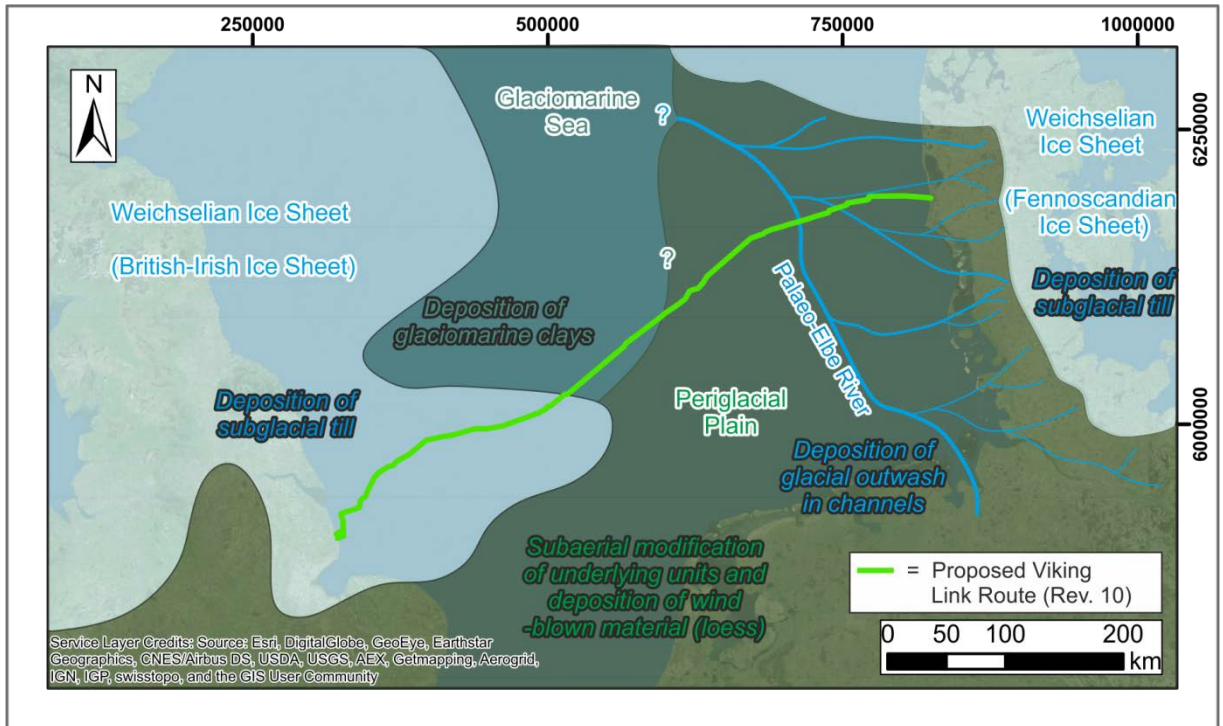 250000
500000
750000
1000000
N
Glaciomarine
Sea
?
Weichselian
Ice Sheet
(Fennoscandian
Ice Sheet)
6250000
Weichselian Ice Sheet
(British-Irish Ice Sheet)
?
Deposition of
glaciomarine clays
Palaeo-Elbe River
Deposition of
subglacial till
Deposition of
subglacial till
Periglacial
Plain
6000000
Deposition of
glacial outwash
in channels
Subaerial modification
of underlying units and
deposition of wind
-blown material (loess)
= Proposed Viking
Link Route (Rev. 10)
0 50 100 200
km
Service Layer Credits: Source: Esri, DigitalGlobe, GeoEye, Earthstar
Geographics, CNES/Airbus DS, USDA, USGS, AEX, Getmapping, Aerogrid,
IGN, IGP, swisstopo, and the GIS User Community